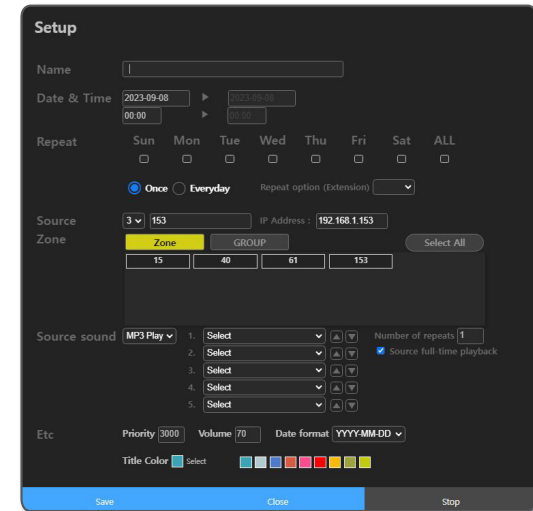 Setup
Name
Date & Time 2023-09-08 2023-09-08
00:00 00:00
Repeat Sun Mon Tue Wed Thu Fri Sat ALL
Once Everyday Repeat option (Extension)
Source 3 153 IP Address : 192.168.1.153
Zone Zone GROUP Select All
15 40 61 153
Source sound MP3 Play 1. Select Number of repeats 1
2. Select Source full-time playback
3. Select
4. Select
5. Select
Etc Priority 3000 Volume 70 Date format YYYY-MM-DD
Title Color Select
Save Close Stop